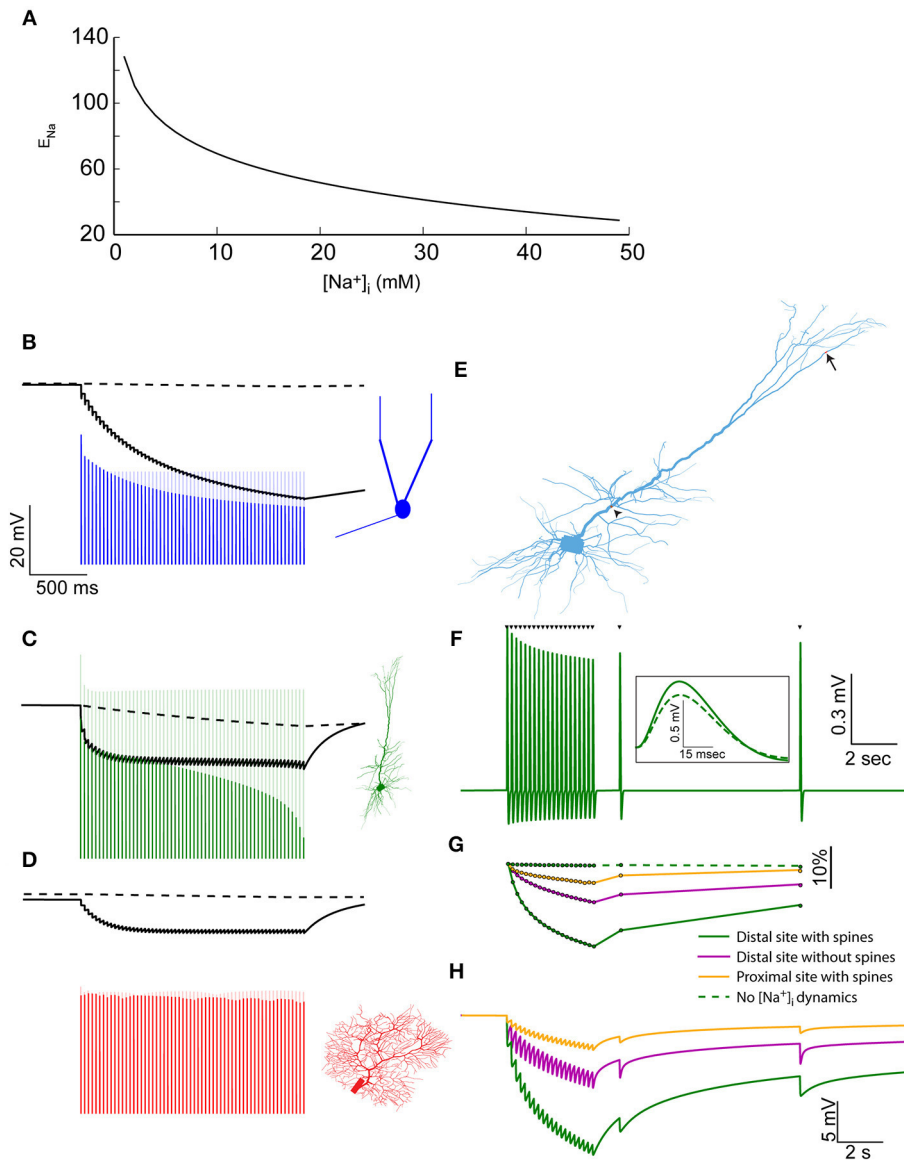 A
140
100
60
20
E_Na
0
10
20
30
40
50
[Na⁺]ᵢ (mM)
B
20 mV
500 ms
C
D
E
F
0.5 mV
15 msec
0.3 mV
2 sec
G
10%
Distal site with spines
Distal site without spines
Proximal site with spines
No [Na⁺]ᵢ dynamics
H
5 mV
2 s